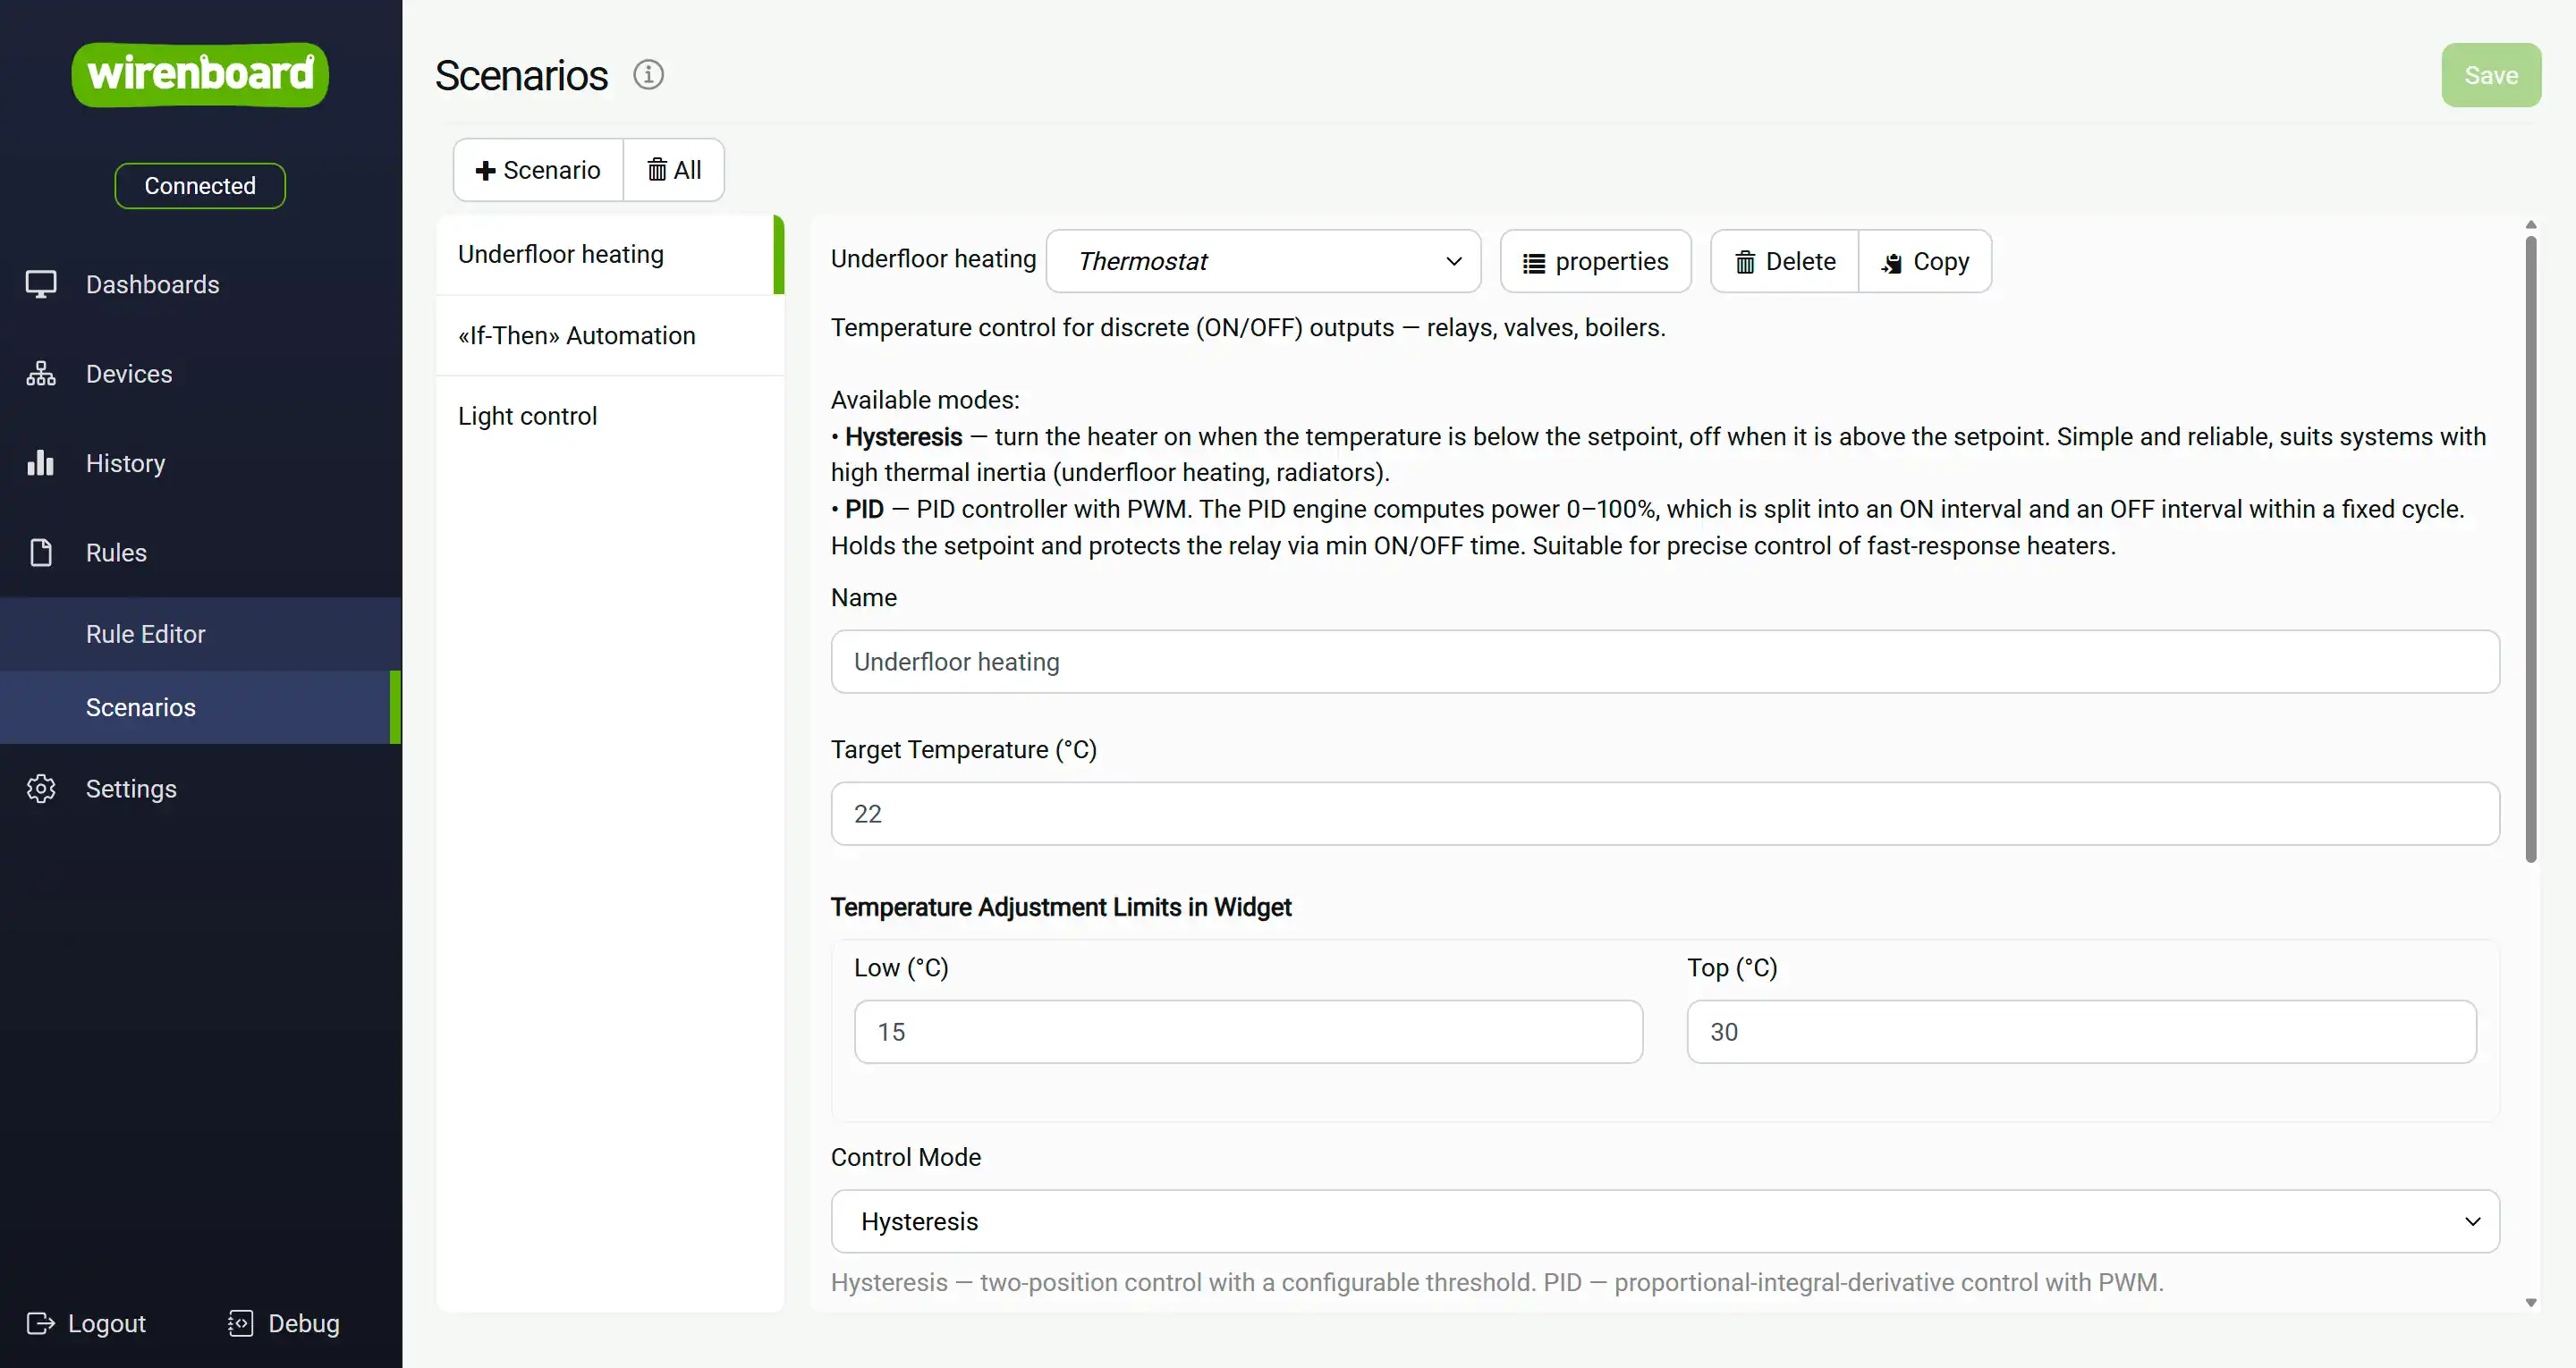 wirenboard
Connected
Dashboards
Devices
History
Rules
Rule Editor
Scenarios
Settings
Logout
Debug
Scenarios
Save
Scenario
All
Underfloor heating
«If-Then» Automation
Light control
Underfloor heating
Thermostat
properties
Delete
Copy
Temperature control for discrete (ON/OFF) outputs — relays, valves, boilers.
Available modes:
• Hysteresis — turn the heater on when the temperature is below the setpoint, off when it is above the setpoint. Simple and reliable, suits systems with
high thermal inertia (underfloor heating, radiators).
• PID — PID controller with PWM. The PID engine computes power 0–100%, which is split into an ON interval and an OFF interval within a fixed cycle.
Holds the setpoint and protects the relay via min ON/OFF time. Suitable for precise control of fast-response heaters.
Name
Underfloor heating
Target Temperature (°C)
22
Temperature Adjustment Limits in Widget
Low (°C)
Top (°C)
15
30
Control Mode
Hysteresis
Hysteresis — two-position control with a configurable threshold. PID — proportional-integral-derivative control with PWM.